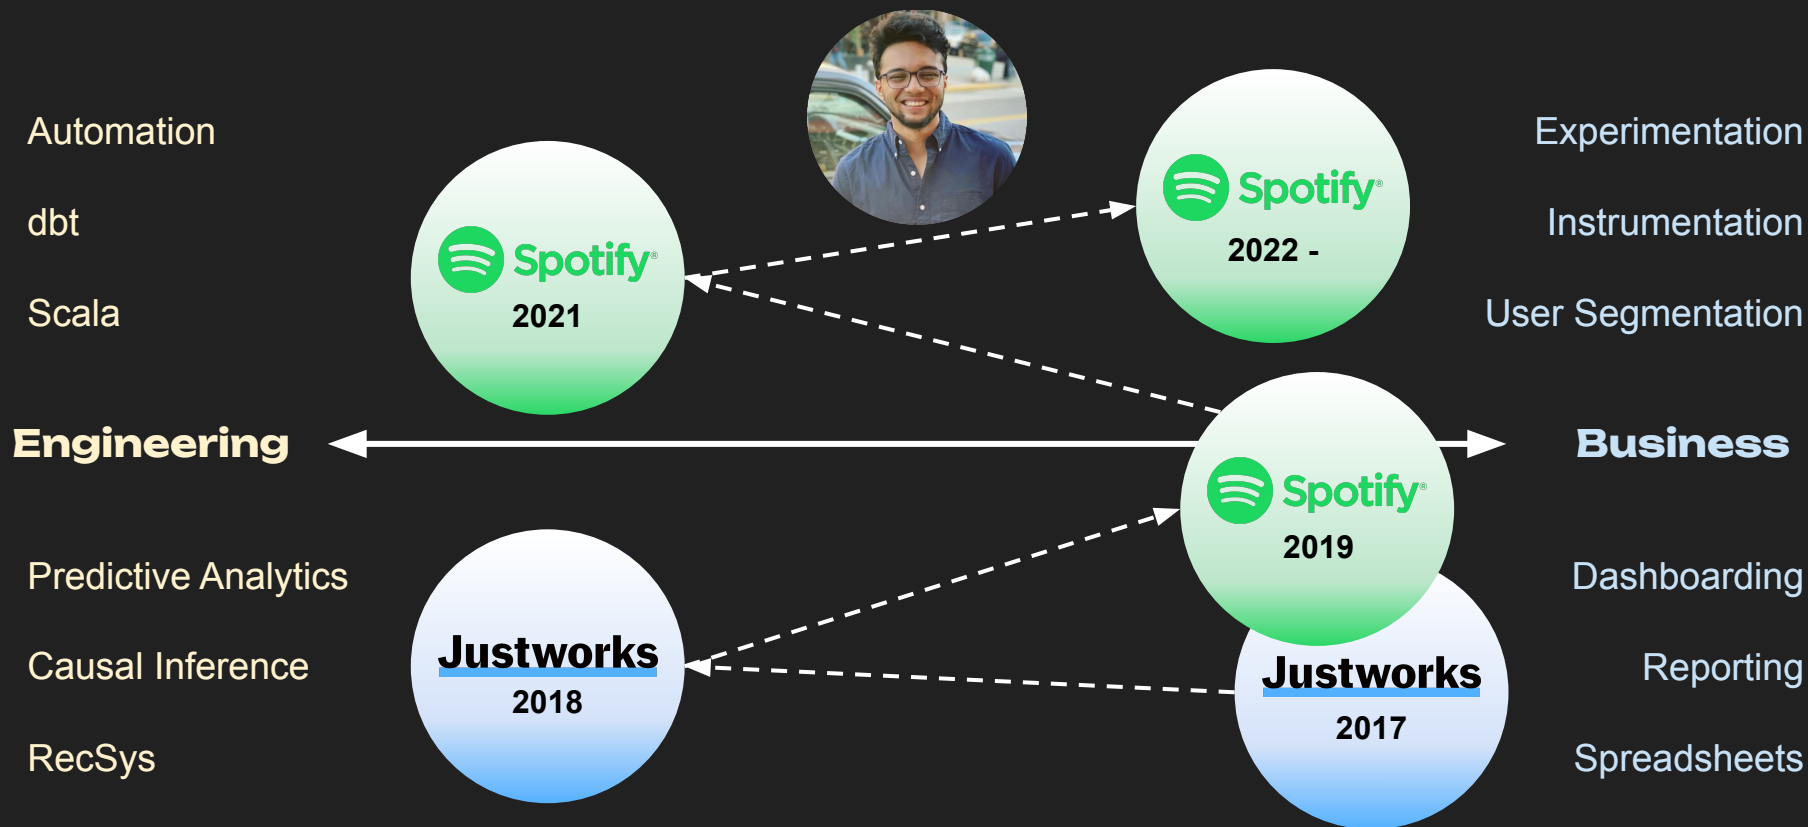 Automation
dbt
Scala
Engineering
Predictive Analytics
Causal Inference
RecSys
Spotify®
2021
Spotify®
2022 -
Spotify®
2019
Justworks
2018
Justworks
2017
Experimentation
Instrumentation
User Segmentation
Business
Dashboarding
Reporting
Spreadsheets